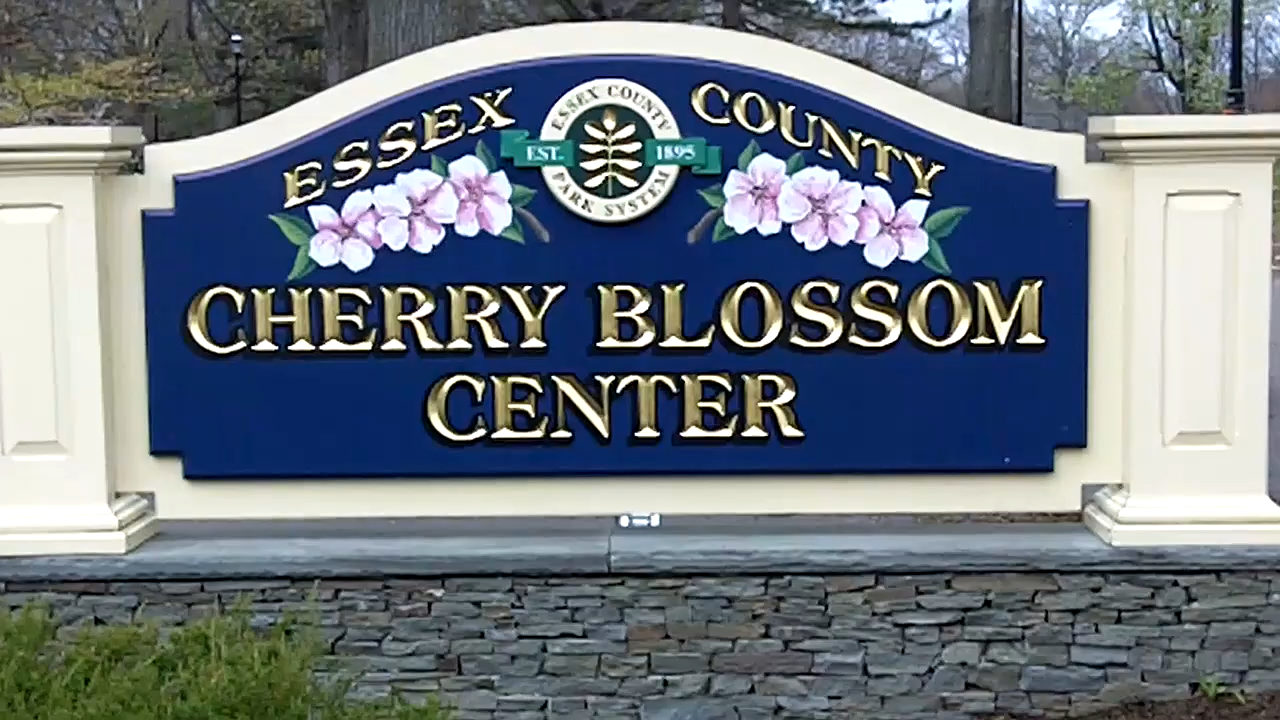 ESSEX COUNTY
ESSEX COUNTY
EST. 1895
PARK SYSTEM
CHERRY BLOSSOM
CENTER